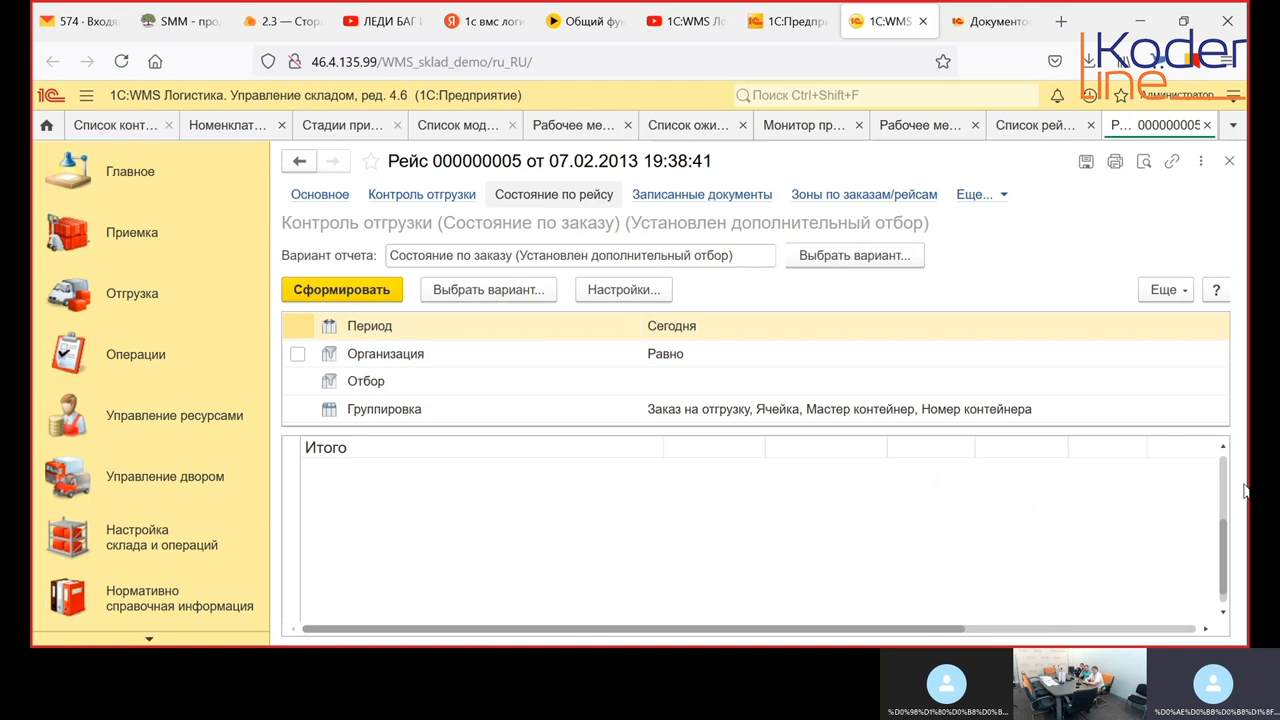 574 · Входя
SMM - про
2.3 — Стор
ЛЕДИ БАГ И
1с вмс логи
Общий фун
1C:WMS Ло
1С:Предпри
1C:WMS
Документо
46.4.135.99/WMS_sklad_demo/ru_RU/
Koder
line
1C:WMS Логистика. Управление складом, ред. 4.6 (1С:Предприятие)
Поиск Ctrl+Shift+F
Администратор
Список конт...
Номенклат...
Стадии при...
Список мод...
Рабочее ме...
Список ожи...
Монитор пр...
Рабочее ме...
Список рей...
Р... 000000005
Главное
Приемка
Отгрузка
Операции
Управление ресурсами
Управление двором
Настройка
склада и операций
Нормативно
справочная информация
Рейс 000000005 от 07.02.2013 19:38:41
Основное
Контроль отгрузки
Состояние по рейсу
Записанные документы
Зоны по заказам/рейсам
Еще...
Контроль отгрузки (Состояние по заказу) (Установлен дополнительный отбор)
Вариант отчета:
Состояние по заказу (Установлен дополнительный отбор)
Выбрать вариант...
Сформировать
Выбрать вариант...
Настройки...
Еще
?
Период
Сегодня
Организация
Равно
Отбор
Группировка
Заказ на отгрузку, Ячейка, Мастер контейнер, Номер контейнера
Итого